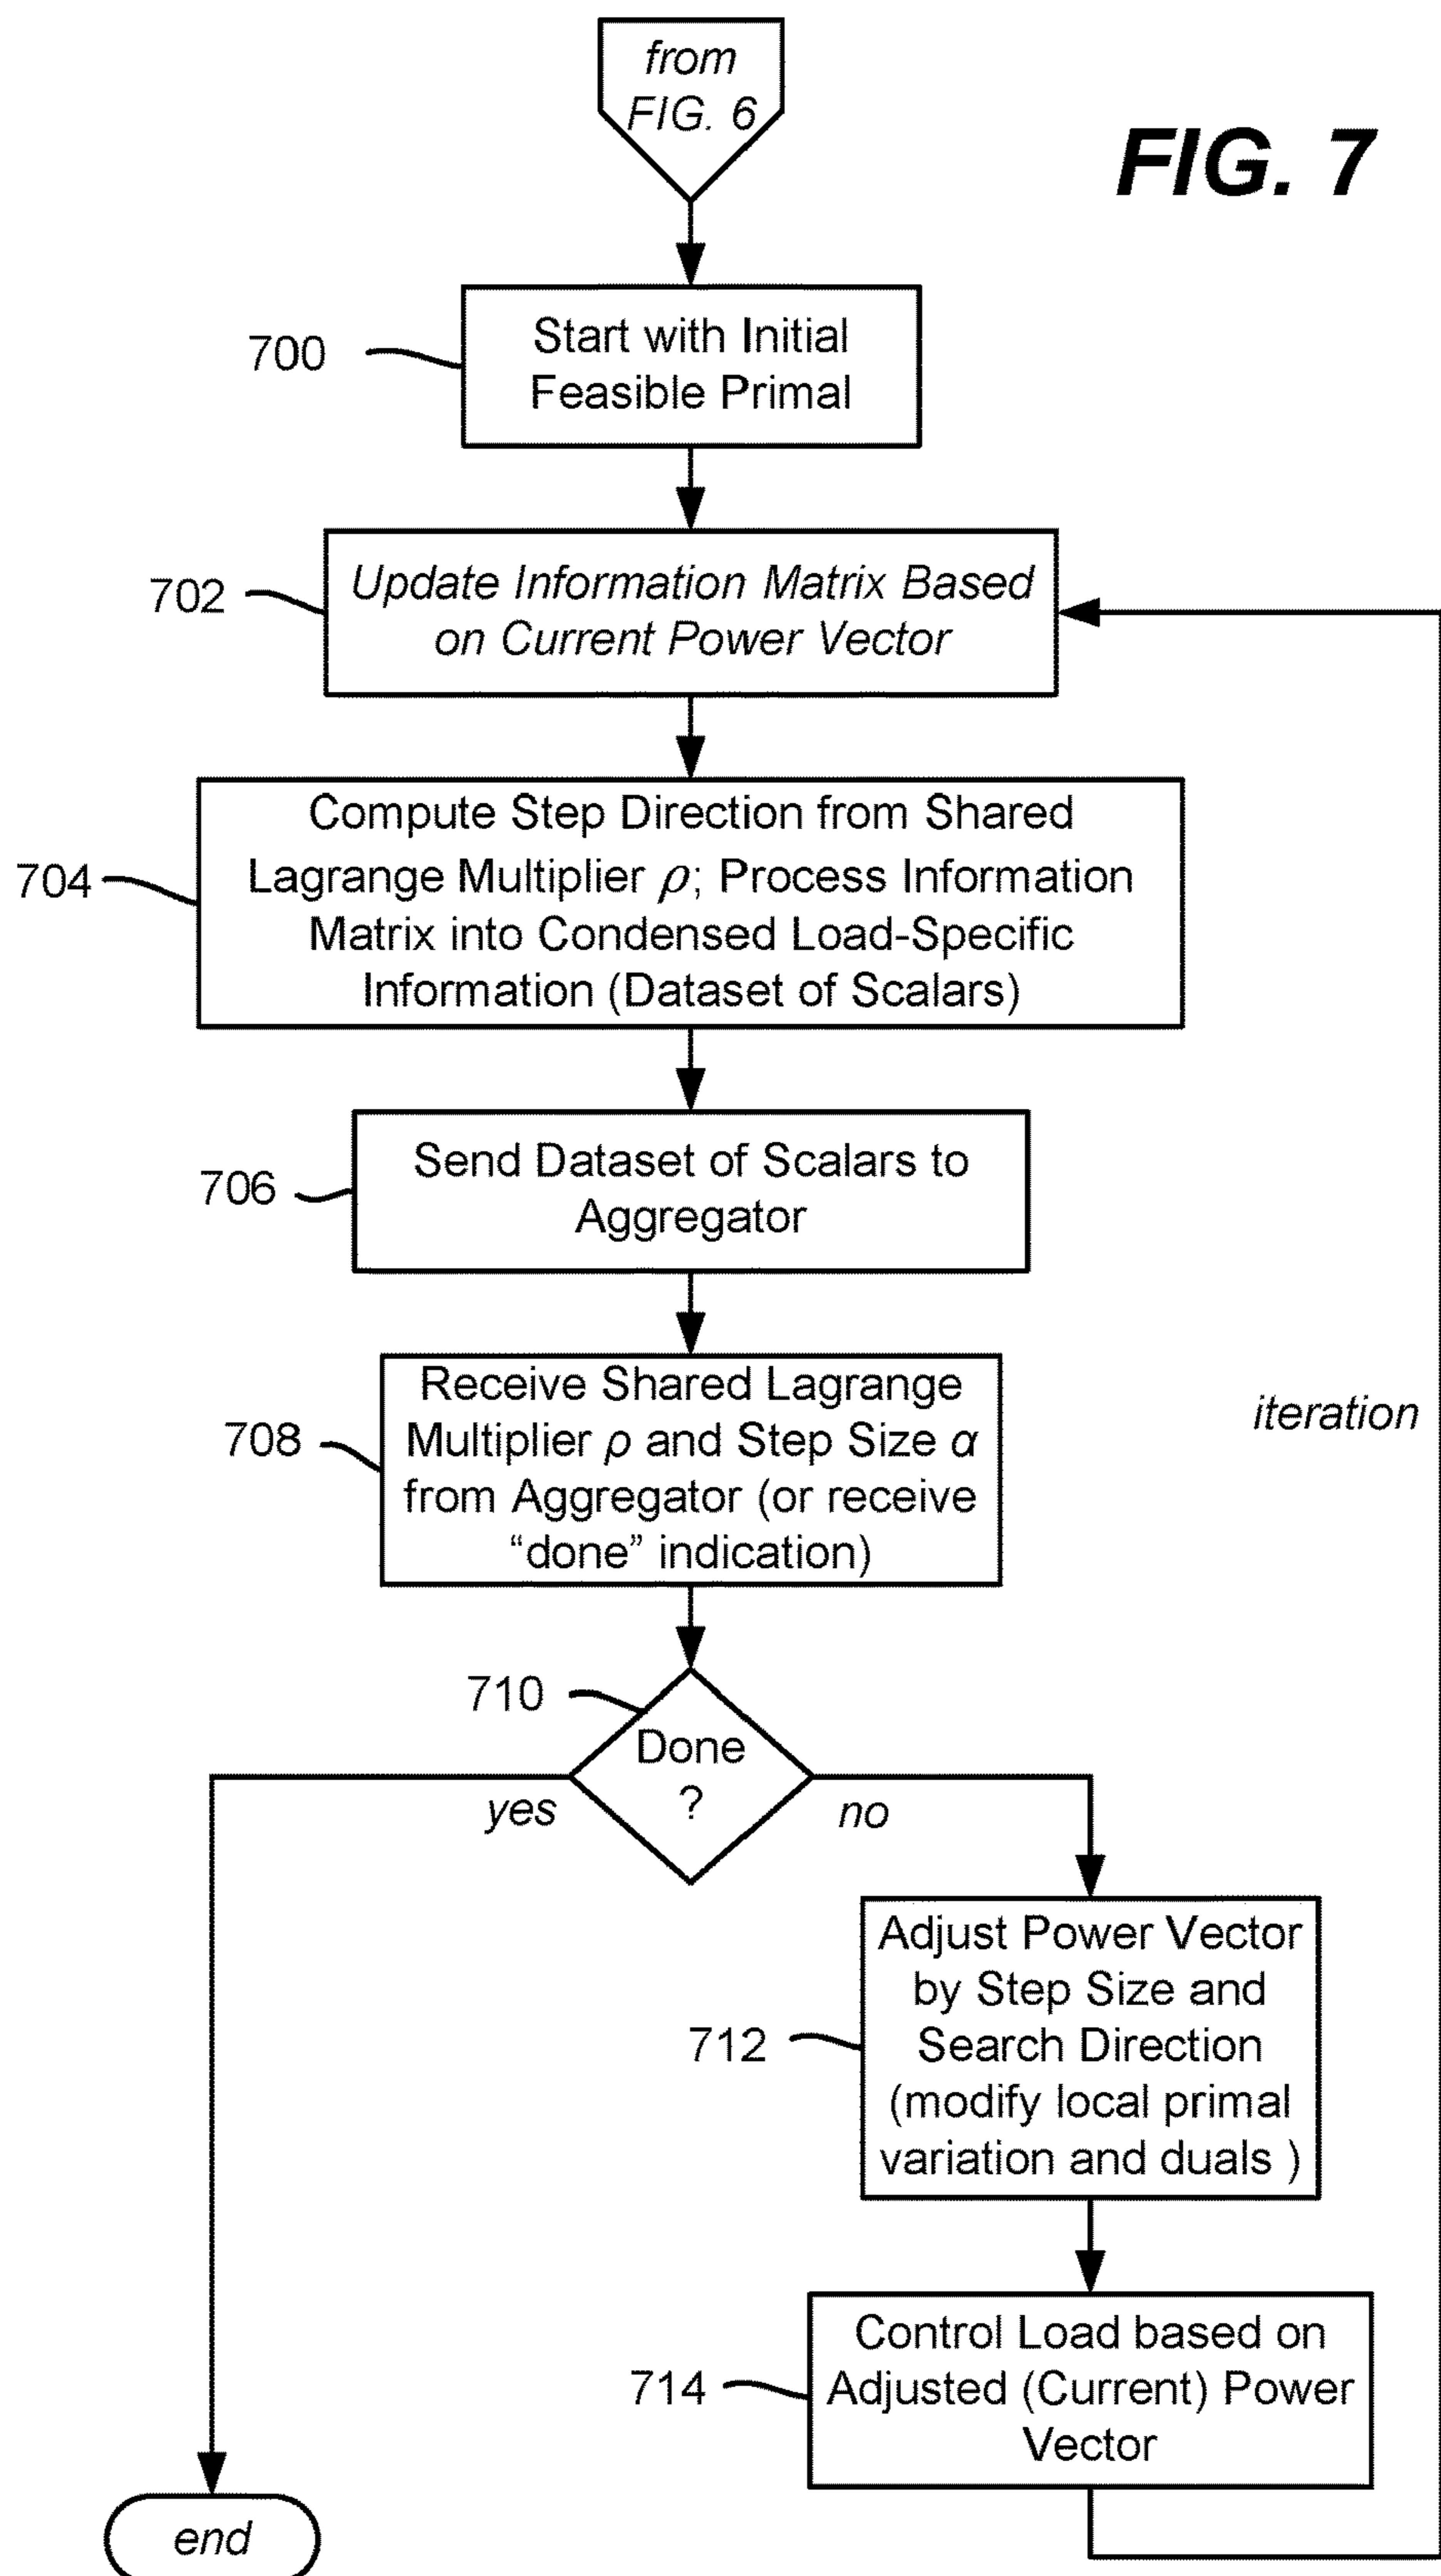 from
FIG. 6
FIG. 7
700
Start with Initial
Feasible Primal
702
Update Information Matrix Based
on Current Power Vector
704
Compute Step Direction from Shared
Lagrange Multiplier ρ; Process Information
Matrix into Condensed Load-Specific
Information (Dataset of Scalars)
706
Send Dataset of Scalars to
Aggregator
708
Receive Shared Lagrange
Multiplier ρ and Step Size α
from Aggregator (or receive
“done” indication)
iteration
710
Done
?
yes
no
712
Adjust Power Vector
by Step Size and
Search Direction
(modify local primal
variation and duals )
714
Control Load based on
Adjusted (Current) Power
Vector
end